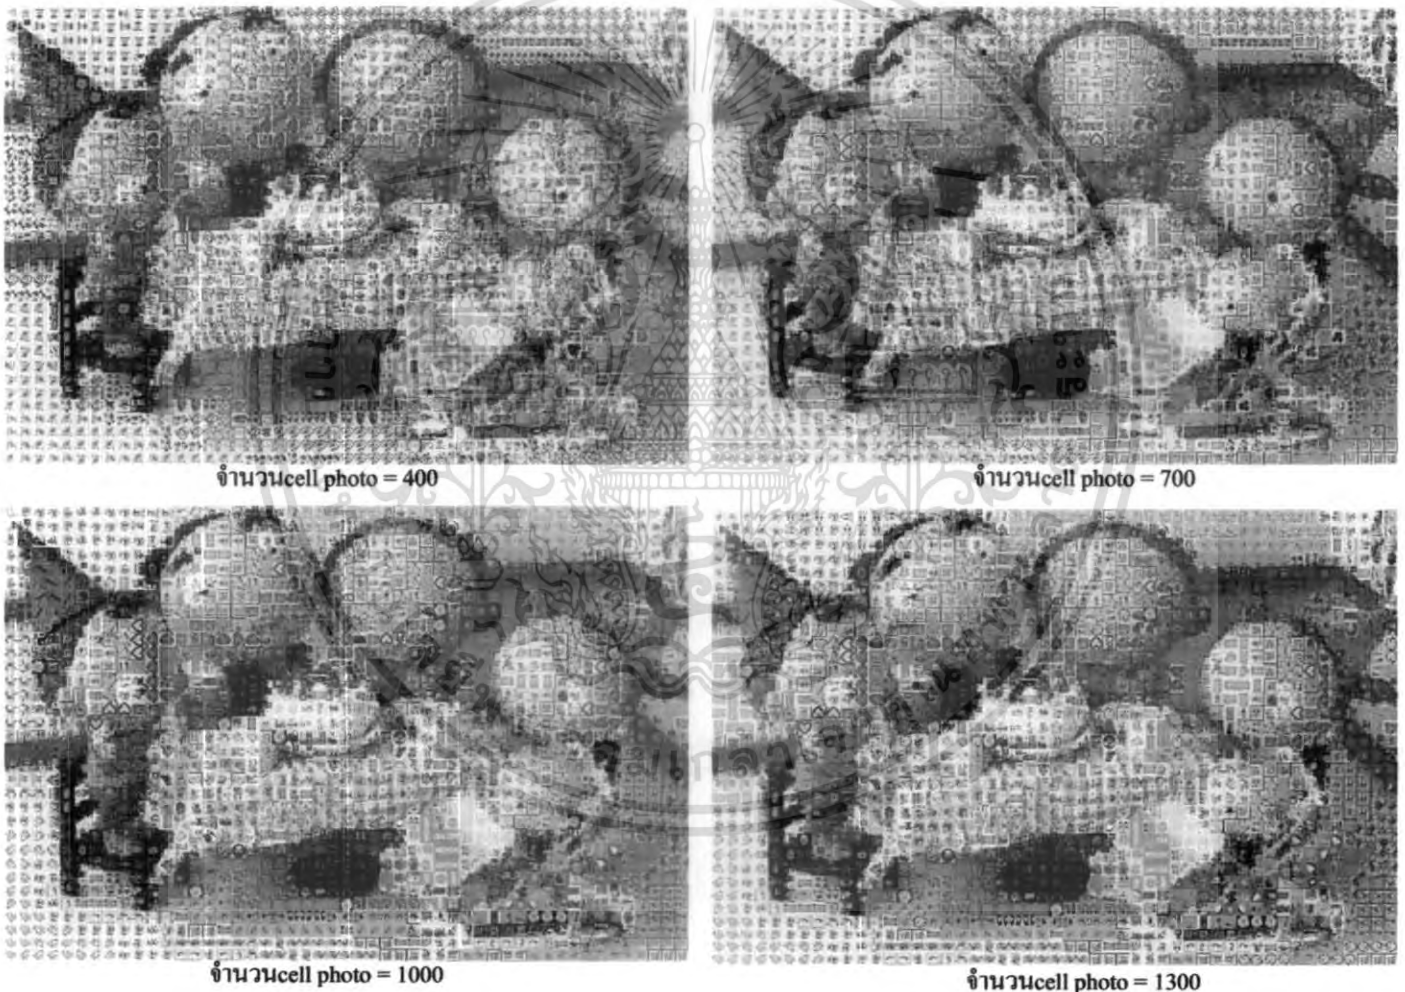 จำนวนcell photo = 400
จำนวนcell photo = 700
จำนวนcell photo = 1000
จำนวนcell photo = 1300